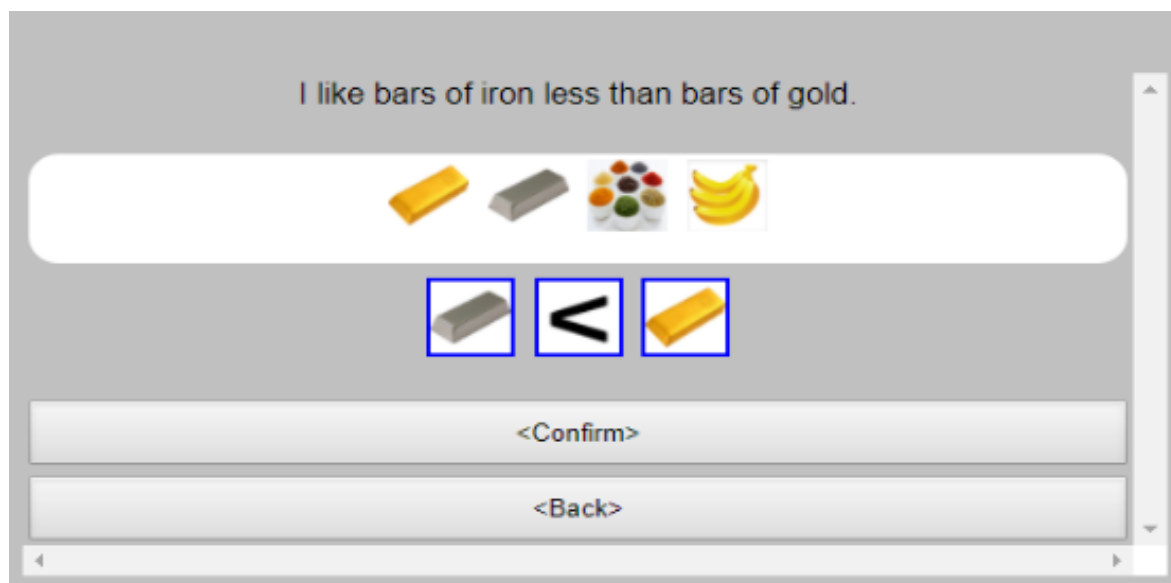 I like bars of iron less than bars of gold.
<
<Confirm>
<Back>